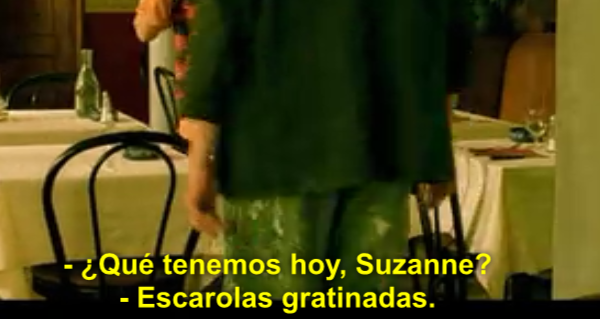 - ¿Qué tenemos hoy, Suzanne?
- Escarolas gratinadas.